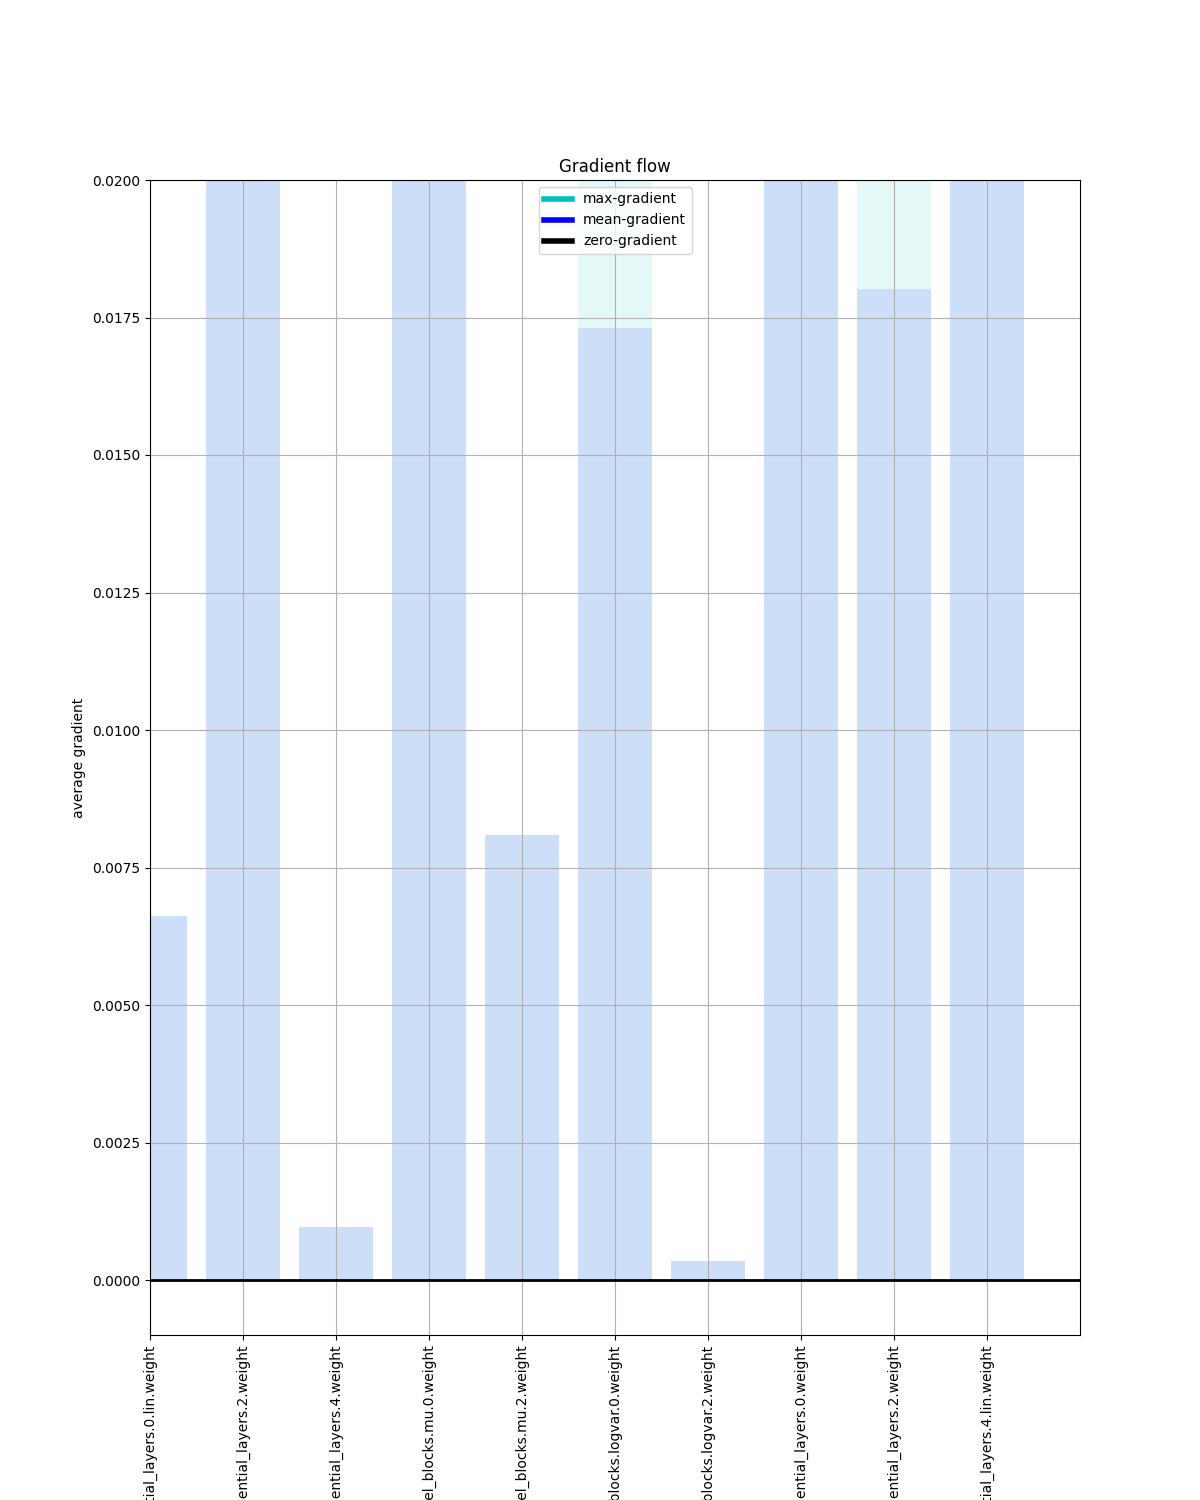 Gradient flow
max-gradient
mean-gradient
zero-gradient
0.0200
0.0175
0.0150
0.0125
0.0100
0.0075
0.0050
0.0025
0.0000
average gradient
tial_layers.0.lin.weight
ential_layers.2.weight
ential_layers.4.weight
el_blocks.mu.0.weight
el_blocks.mu.2.weight
blocks.logvar.0.weight
blocks.logvar.2.weight
ential_layers.0.weight
ential_layers.2.weight
tial_layers.4.lin.weight